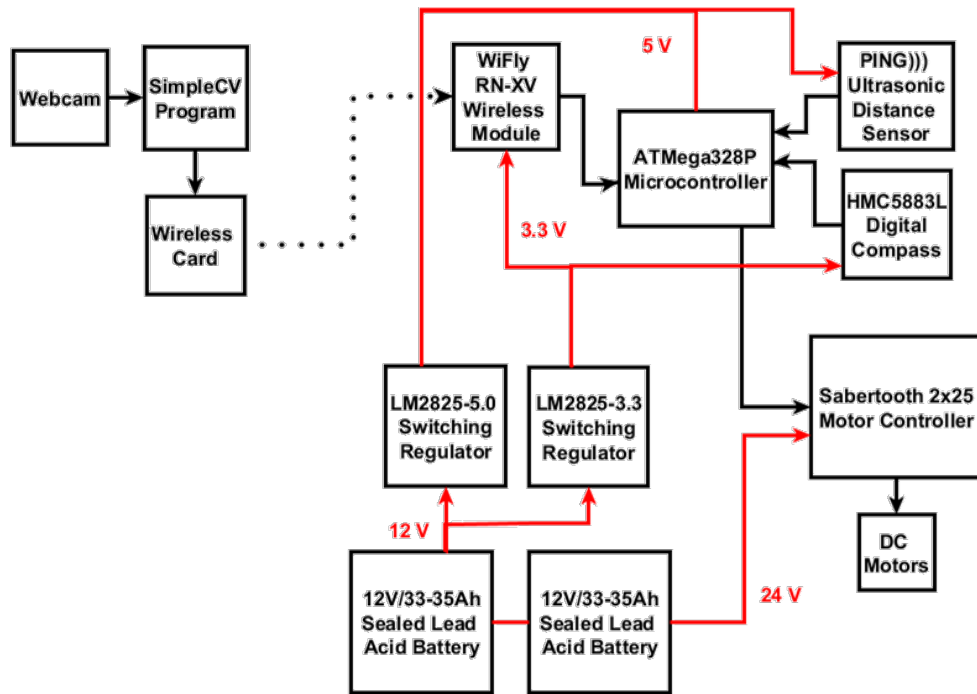 Webcam
SimpleCV
Program
Wireless
Card
WiFly
RN-XV
Wireless
Module
5 V
PING)))
Ultrasonic
Distance
Sensor
ATMega328P
Microcontroller
HMC5883L
Digital
Compass
3.3 V
LM2825-5.0
Switching
Regulator
LM2825-3.3
Switching
Regulator
Sabertooth 2x25
Motor Controller
DC
Motors
12 V
12V/33-35Ah
Sealed Lead
Acid Battery
12V/33-35Ah
Sealed Lead
Acid Battery
24 V